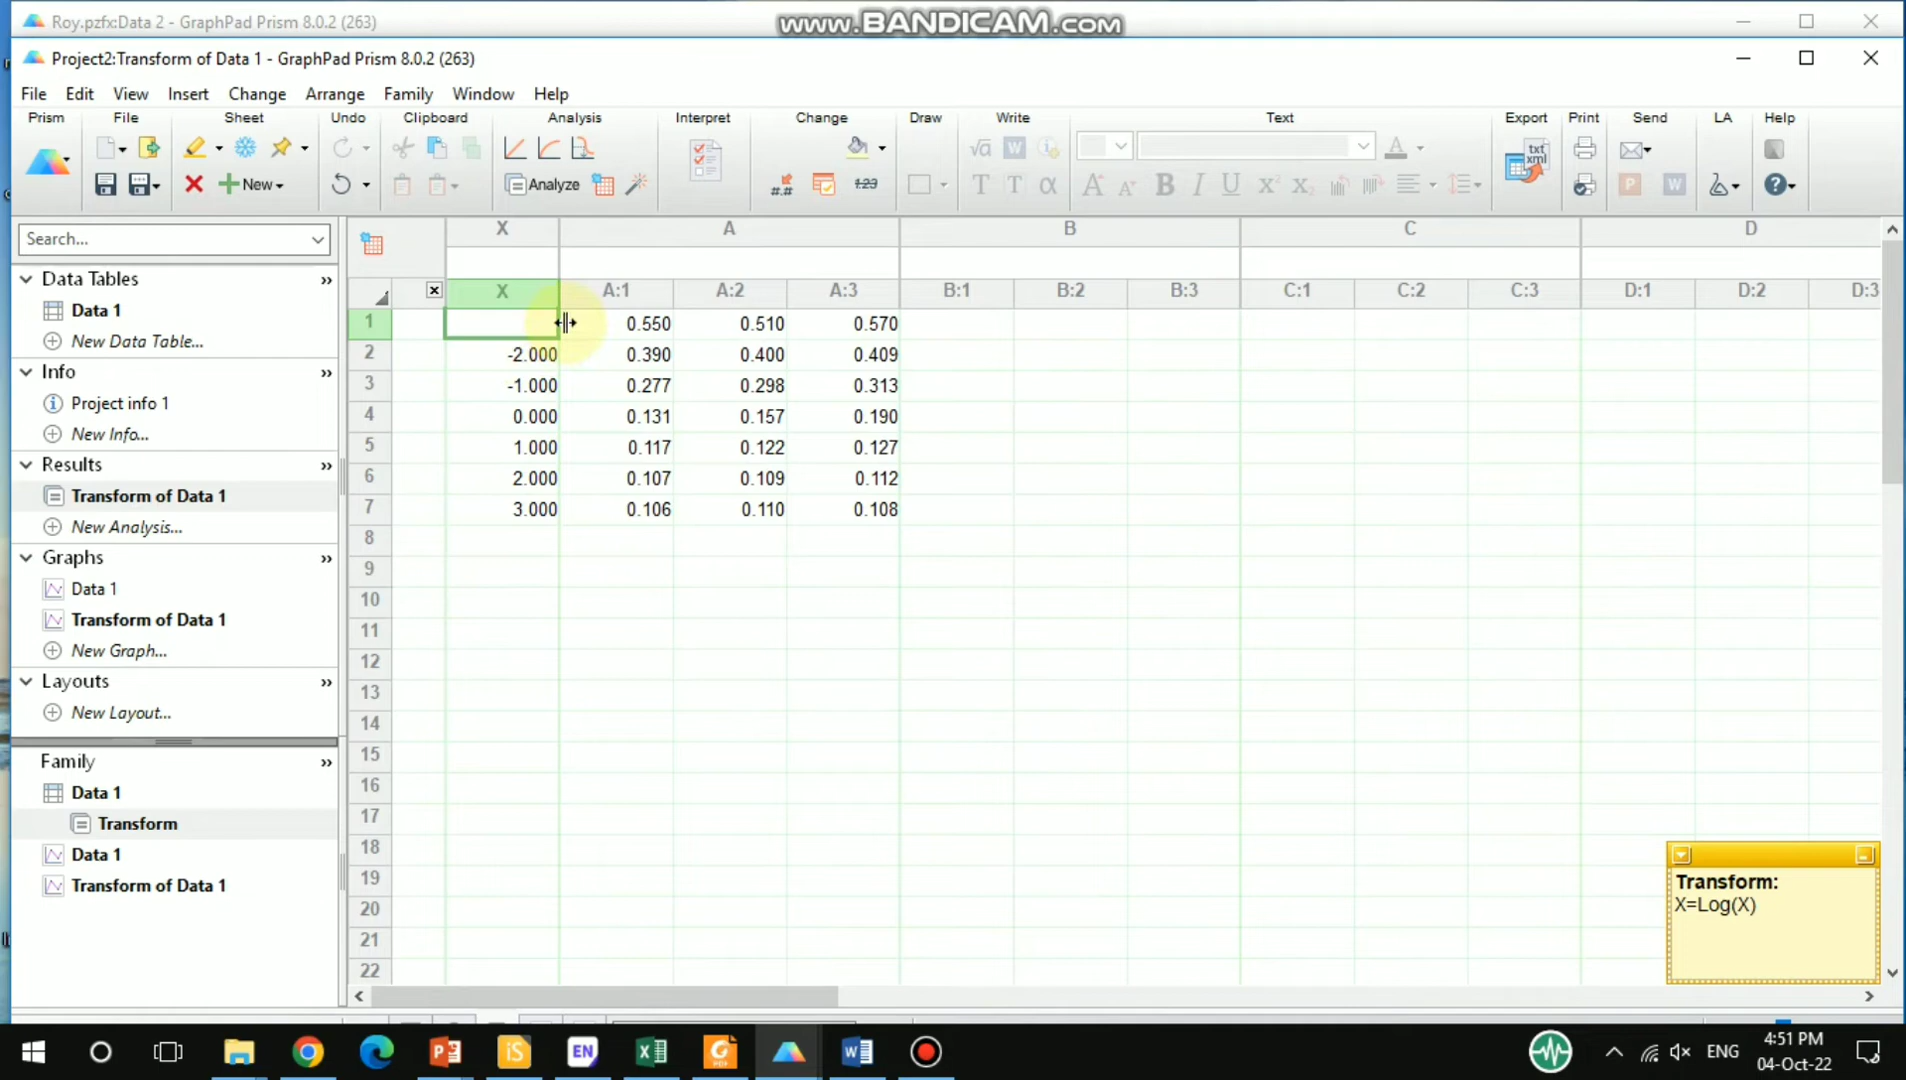 Roy.pzfx:Data 2 - GraphPad Prism 8.0.2 (263)
www.BANDICAM.com
Project2:Transform of Data 1 - GraphPad Prism 8.0.2 (263)
File Edit View Insert Change Arrange Family Window Help
Prism File Sheet Undo Clipboard Analysis Interpret Change Draw Write Text Export Print Send LA Help
New
Analyze
Search...
Data Tables
Data 1
New Data Table...
Info
Project info 1
New Info...
Results
Transform of Data 1
New Analysis...
Graphs
Data 1
Transform of Data 1
New Graph...
Layouts
New Layout...
Family
Data 1
Transform
Data 1
Transform of Data 1
X A B C D
X A:1 A:2 A:3 B:1 B:2 B:3 C:1 C:2 C:3 D:1 D:2 D:3
1 0.550 0.510 0.570
2 -2.000 0.390 0.400 0.409
3 -1.000 0.277 0.298 0.313
4 0.000 0.131 0.157 0.190
5 1.000 0.117 0.122 0.127
6 2.000 0.107 0.109 0.112
7 3.000 0.106 0.110 0.108
8
9
10
11
12
13
14
15
16
17
18
19
20
21
22
Transform:
X=Log(X)
ENG
4:51 PM
04-Oct-22